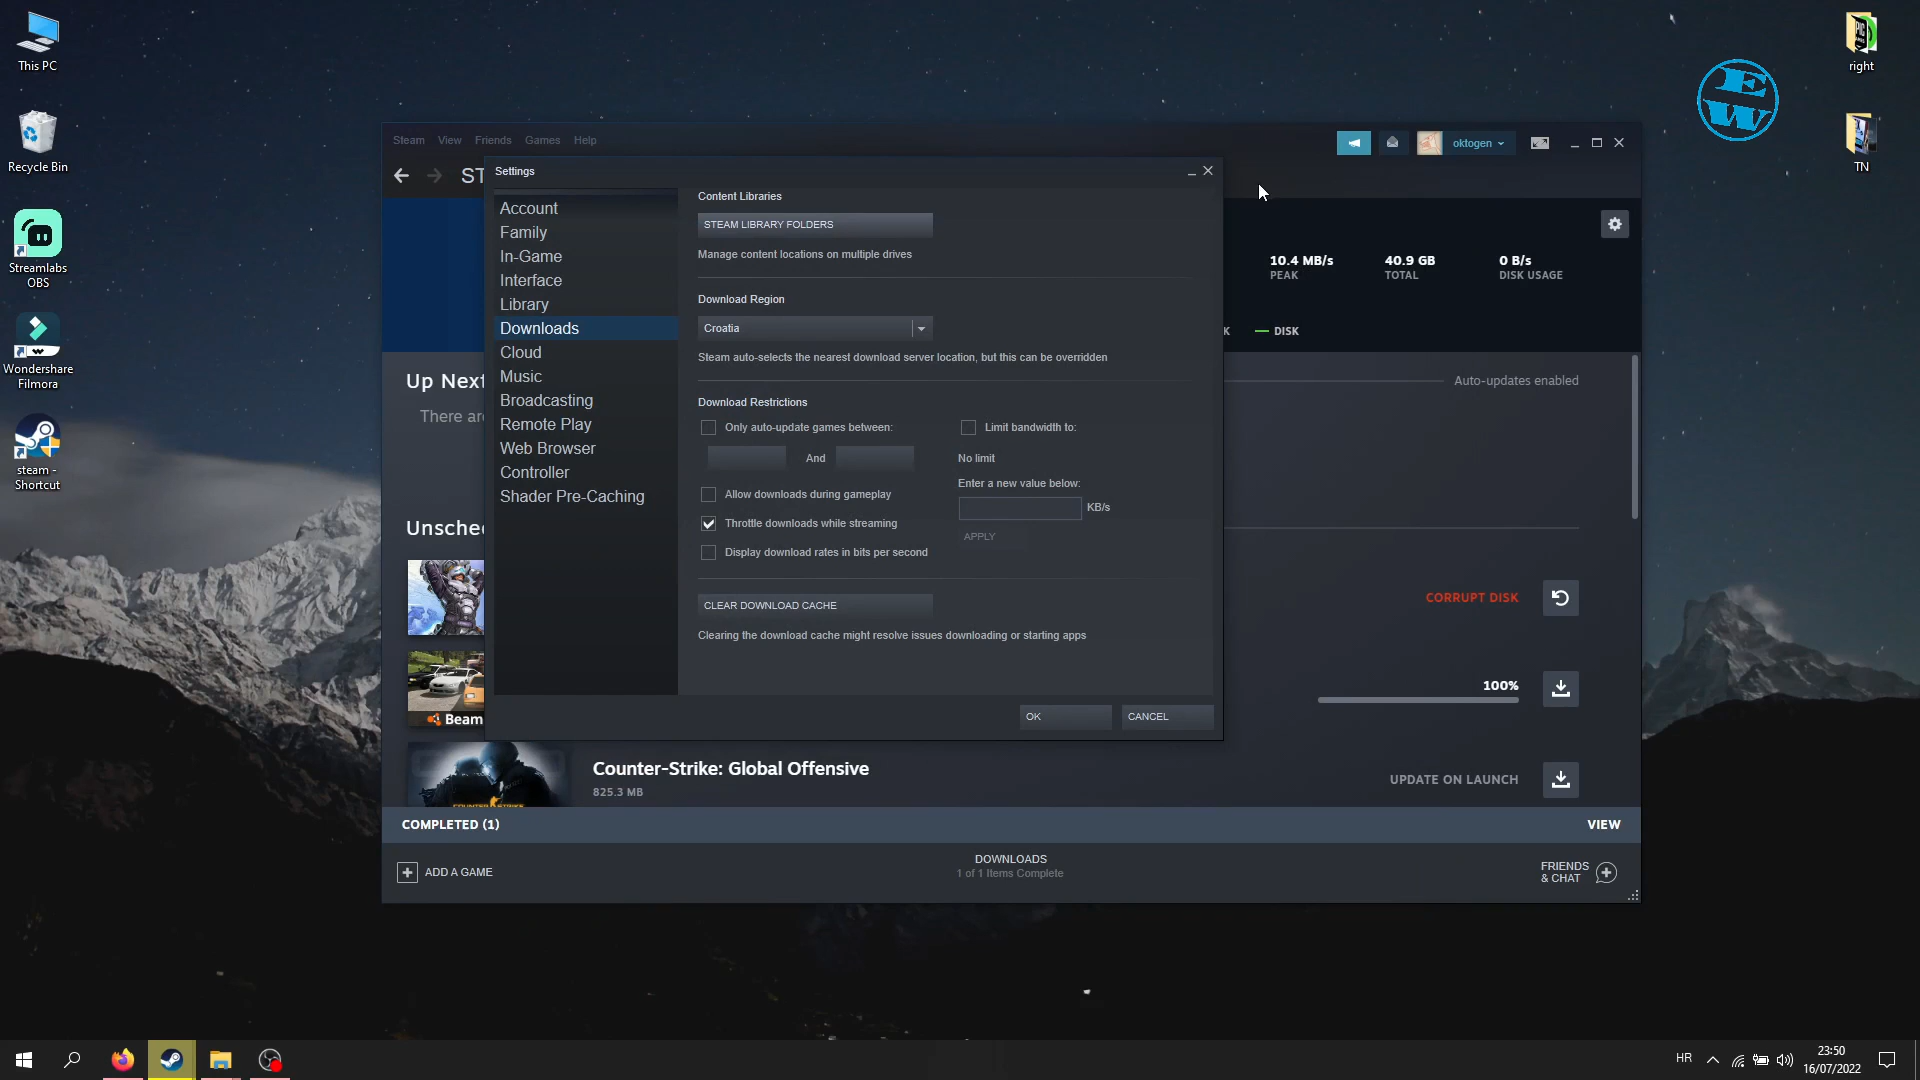 This PC
Recycle Bin
Streamlabs
OBS
Wondershare
Filmora
steam -
Shortcut
right
TN
EW
Steam View Friends Games Help
oktogen
ST
Settings
Account
Family
In-Game
Interface
Library
Downloads
Cloud
Music
Broadcasting
Remote Play
Web Browser
Controller
Shader Pre-Caching
Content Libraries
STEAM LIBRARY FOLDERS
Manage content locations on multiple drives
Download Region
Croatia
Steam auto-selects the nearest download server location, but this can be overridden
Download Restrictions
Only auto-update games between:
And
Allow downloads during gameplay
Throttle downloads while streaming
Display download rates in bits per second
Limit bandwidth to:
No limit
Enter a new value below:
KB/s
APPLY
CLEAR DOWNLOAD CACHE
Clearing the download cache might resolve issues downloading or starting apps
OK CANCEL
10.4 MB/s 40.9 GB 0 B/s
PEAK TOTAL DISK USAGE
K DISK
Up Next
Auto-updates enabled
There are
Unsche
CORRUPT DISK
Beam
100%
COUNTER STRIKE
Counter-Strike: Global Offensive
825.3 MB
UPDATE ON LAUNCH
COMPLETED (1) VIEW
ADD A GAME
DOWNLOADS
1 of 1 Items Complete
FRIENDS
& CHAT
HR
23:50
16/07/2022